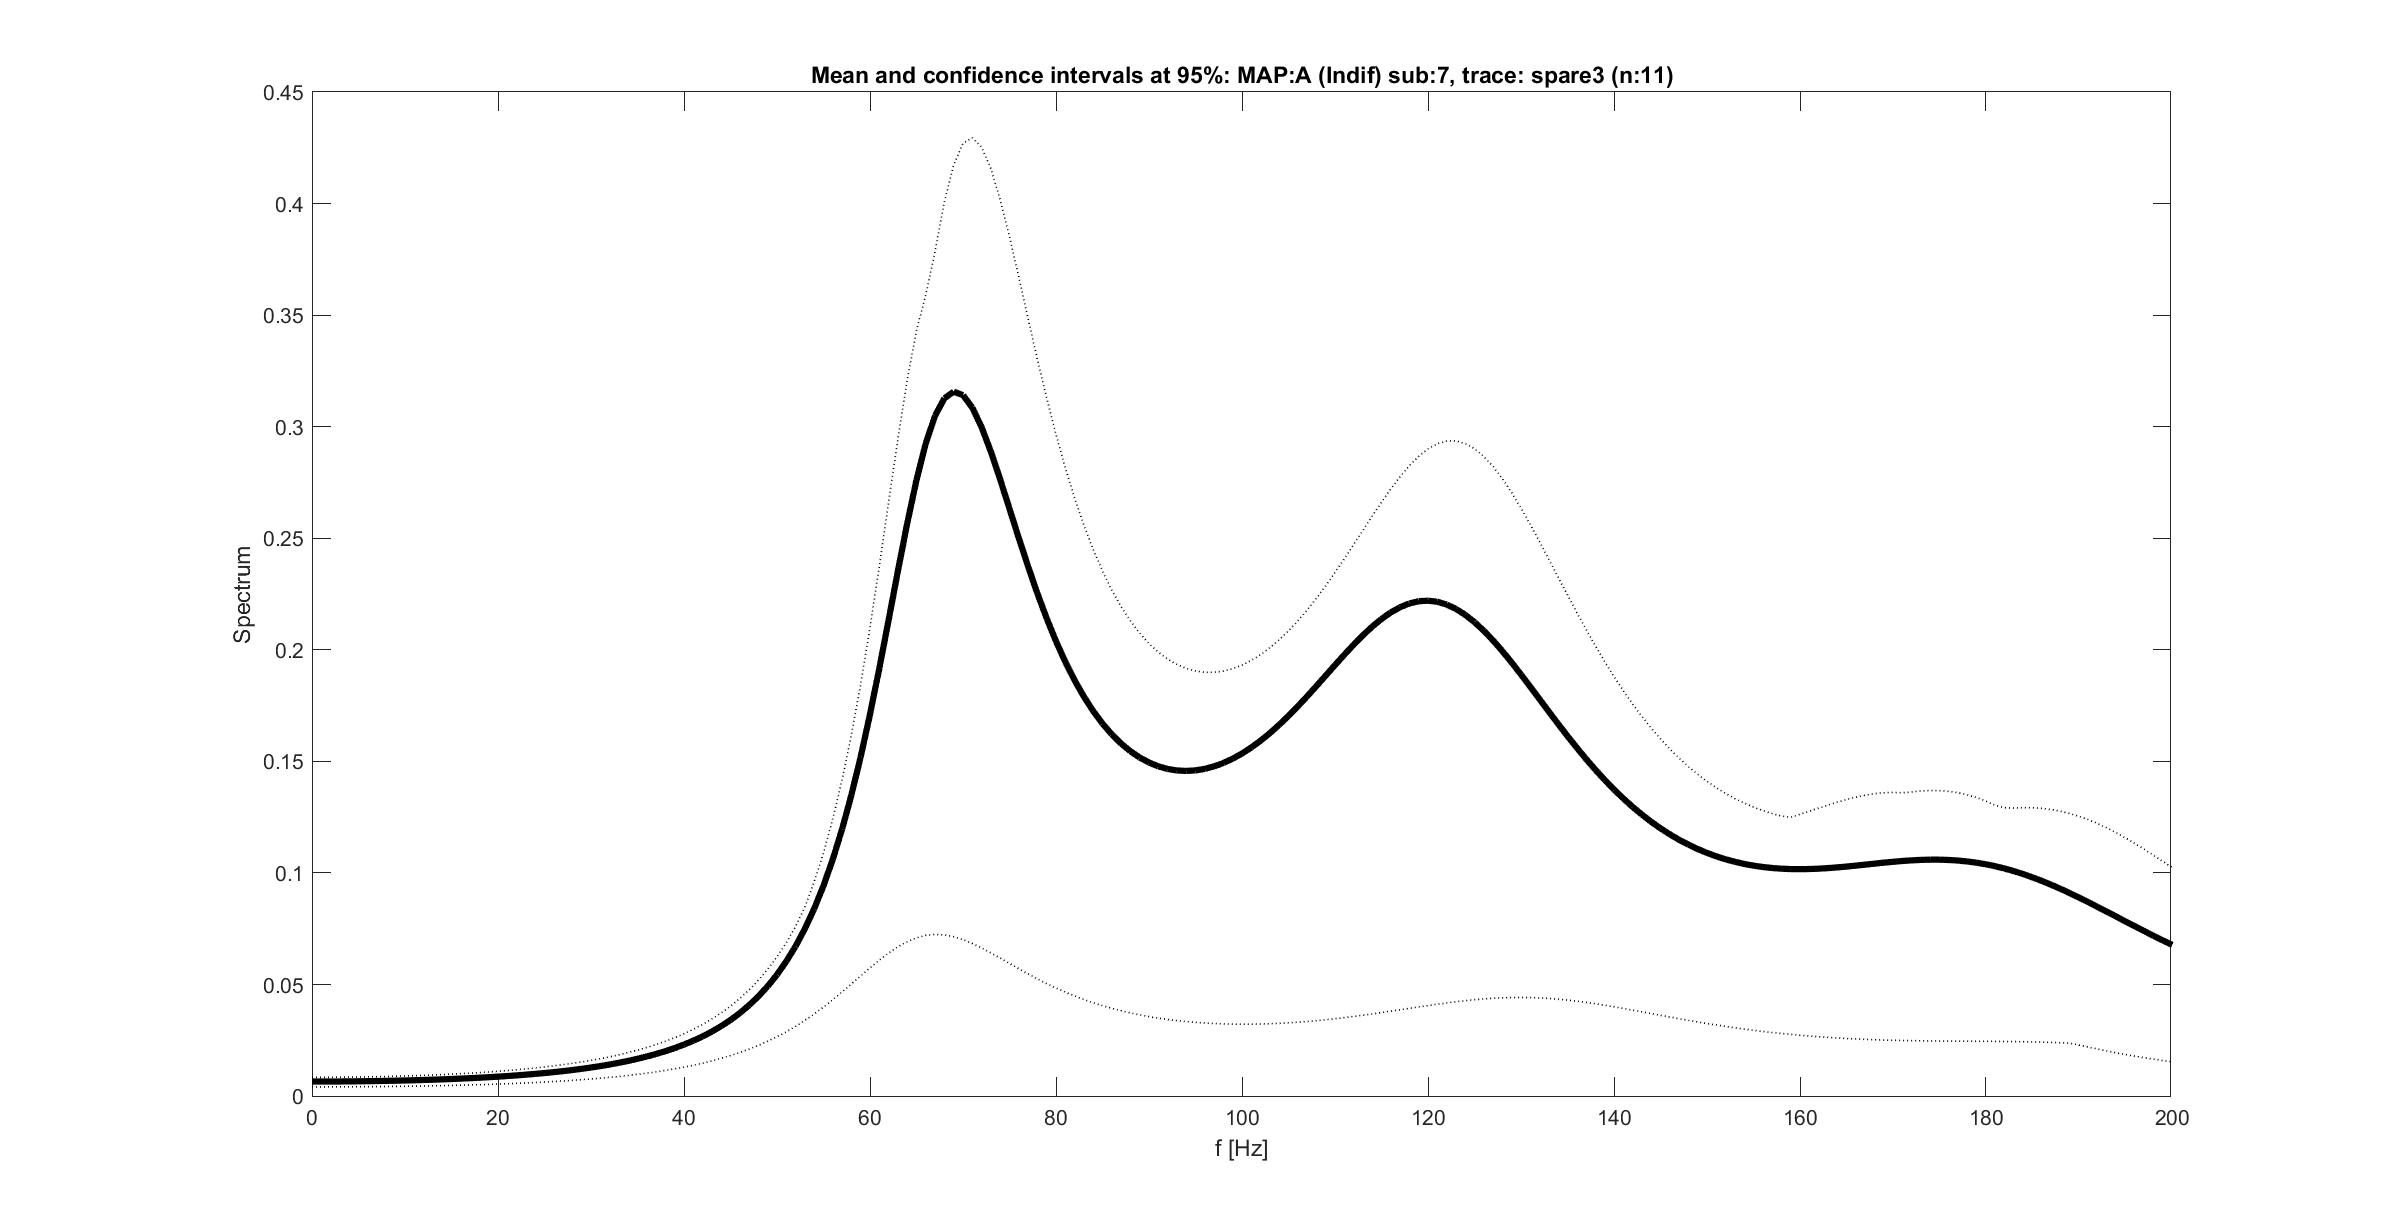 Mean and confidence intervals at 95%: MAP:A (Indif) sub:7, trace: spare3 (n:11)
0.45
0.4
0.35
0.3
0.25
0.2
0.15
0.1
0.05
0
Spectrum
0 20 40 60 80 100 120 140 160 180 200
f [Hz]